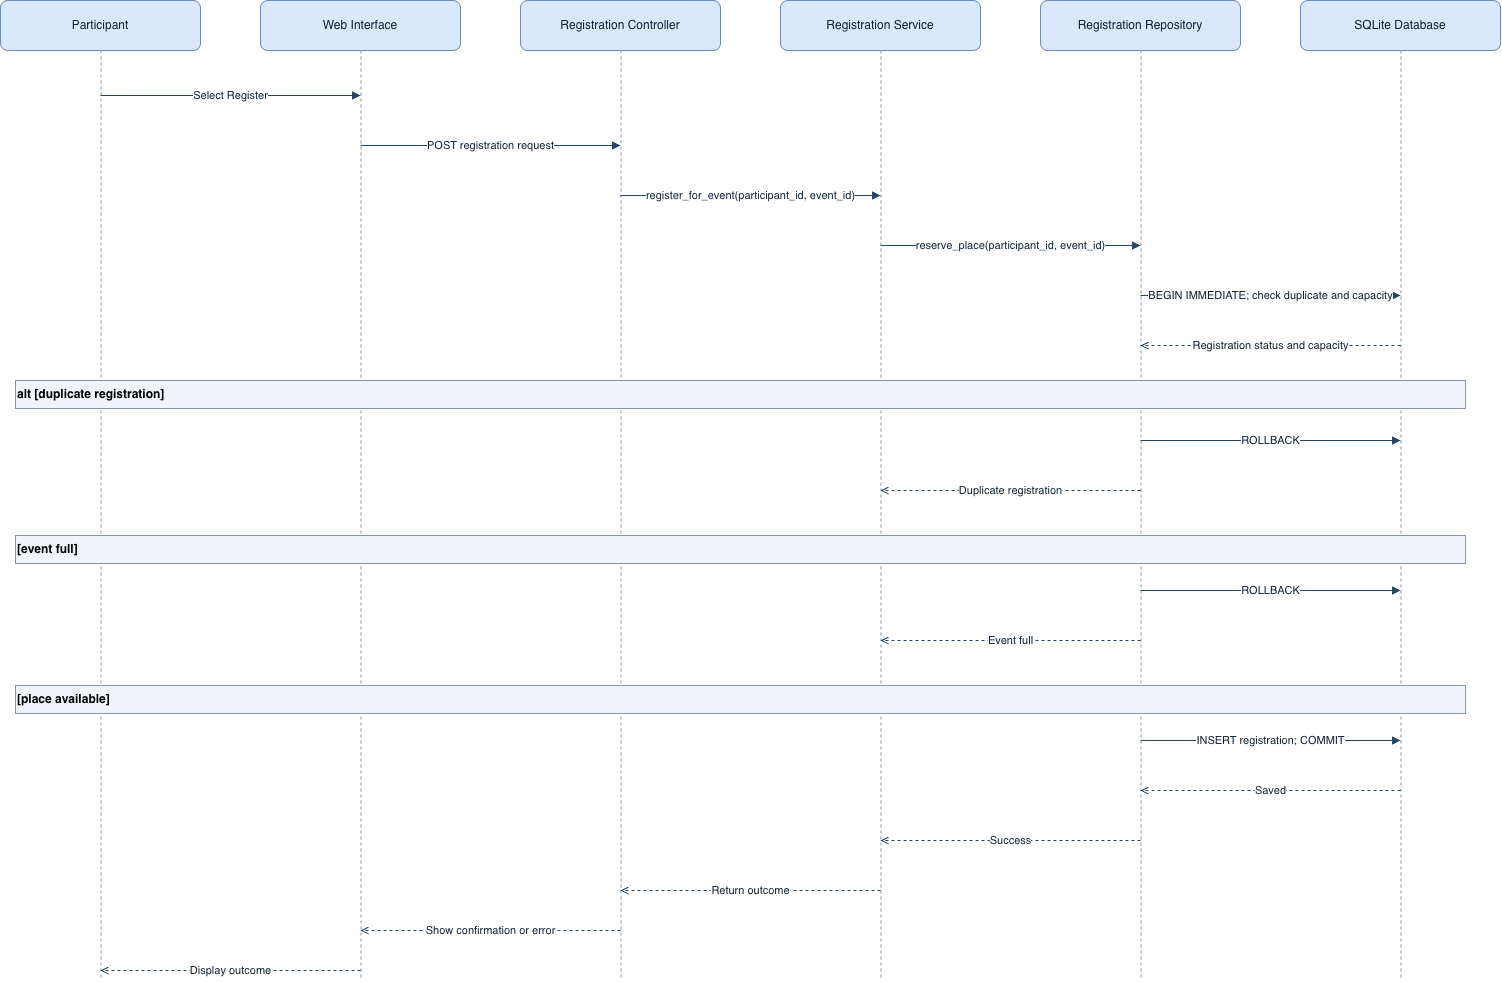 Participant
Web Interface
Registration Controller
Registration Service
Registration Repository
SQLite Database
Select Register
POST registration request
register_for_event(participant_id, event_id)
reserve_place(participant_id, event_id)
BEGIN IMMEDIATE; check duplicate and capacity
Registration status and capacity
alt [duplicate registration]
ROLLBACK
Duplicate registration
[event full]
ROLLBACK
Event full
[place available]
INSERT registration; COMMIT
Saved
Success
Return outcome
Show confirmation or error
Display outcome